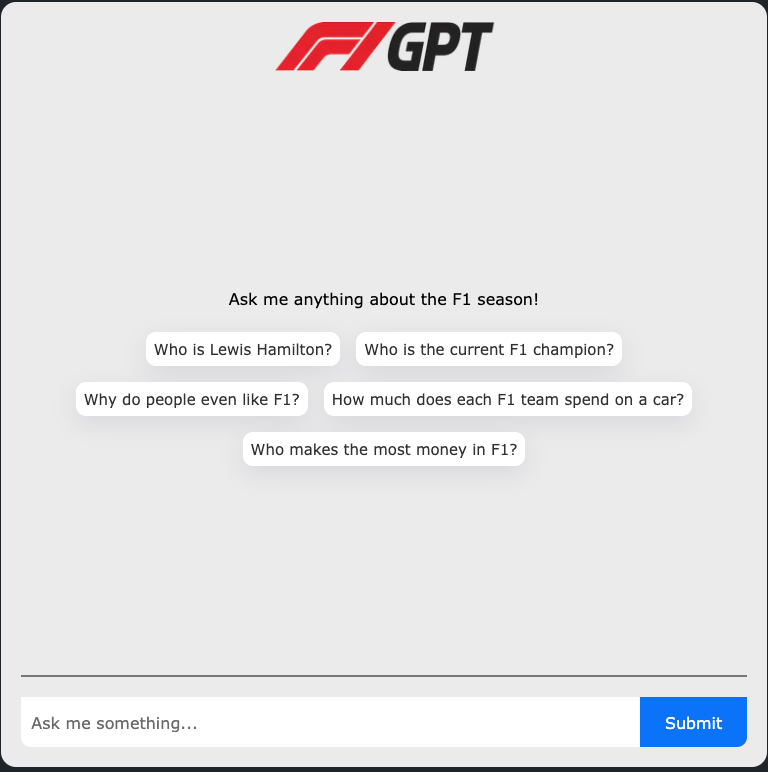 F1GPT
Ask me anything about the F1 season!
Who is Lewis Hamilton?
Who is the current F1 champion?
Why do people even like F1?
How much does each F1 team spend on a car?
Who makes the most money in F1?
Ask me something...
Submit